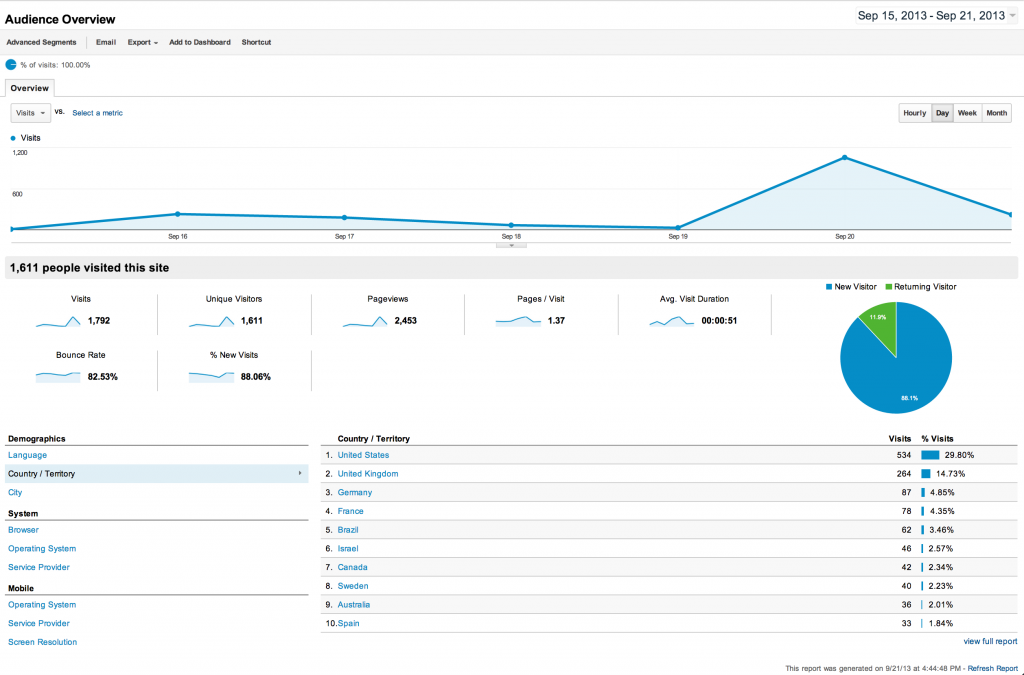 Audience Overview
Sep 15, 2013 - Sep 21, 2013
Advanced Segments Email Export Add to Dashboard Shortcut
% of visits: 100.00%
Overview
Visits vs. Select a metric
Hourly Day Week Month
Visits
1,200
600
Sep 16 Sep 17 Sep 18 Sep 19 Sep 20
1,611 people visited this site
Visits
1,792
Unique Visitors
1,611
Pageviews
2,453
Pages / Visit
1.37
Avg. Visit Duration
00:00:51
Bounce Rate
82.53%
% New Visits
88.06%
New Visitor Returning Visitor
11.9%
88.1%
Demographics
Language
Country / Territory
City
System
Browser
Operating System
Service Provider
Mobile
Operating System
Service Provider
Screen Resolution
Country / Territory Visits % Visits
1. United States 534 29.80%
2. United Kingdom 264 14.73%
3. Germany 87 4.85%
4. France 78 4.35%
5. Brazil 62 3.46%
6. Israel 46 2.57%
7. Canada 42 2.34%
8. Sweden 40 2.23%
9. Australia 36 2.01%
10. Spain 33 1.84%
view full report
This report was generated on 9/21/13 at 4:44:48 PM - Refresh Report